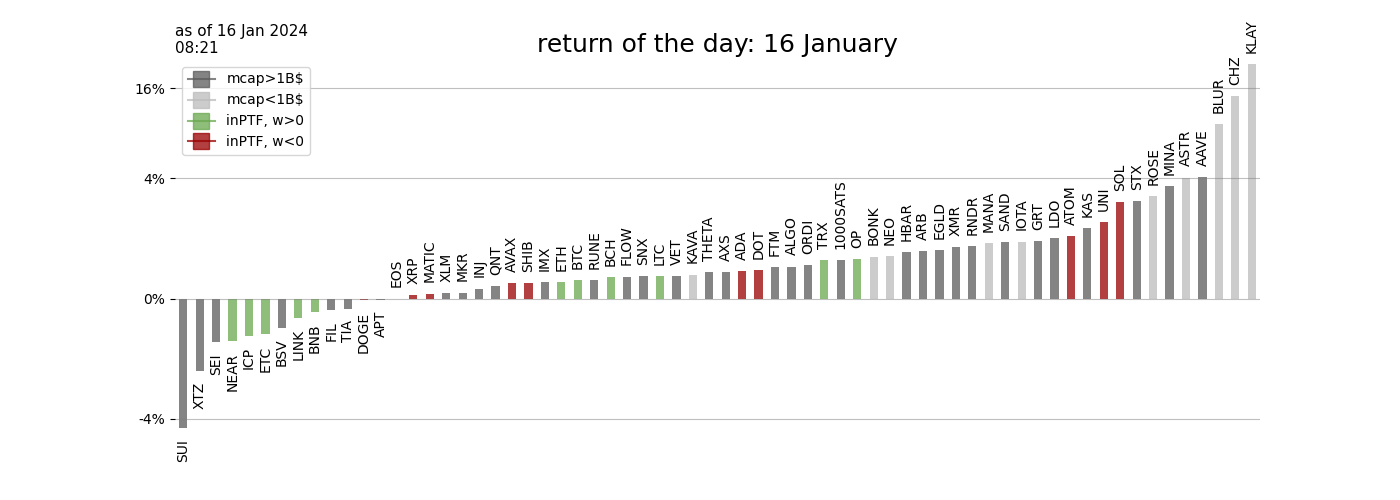 as of 16 Jan 2024
08:21
return of the day: 16 January
mcap>1B$
mcap<1B$
inPTF, w>0
inPTF, w<0
16%
4%
0%
-4%
SUI
XTZ
SEI
NEAR
ICP
ETC
BSV
LINK
BNB
FIL
TIA
DOGE
APT
EOS
XRP
MATIC
XLM
MKR
INJ
QNT
AVAX
SHIB
IMX
ETH
BTC
RUNE
BCH
FLOW
SNX
LTC
VET
KAVA
THETA
AXS
ADA
DOT
FTM
ALGO
ORDI
TRX
1000SATS
OP
BONK
NEO
HBAR
ARB
EGLD
XMR
RNDR
MANA
SAND
IOTA
GRT
LDO
ATOM
KAS
UNI
SOL
STX
ROSE
MINA
ASTR
AAVE
BLUR
CHZ
KLAY